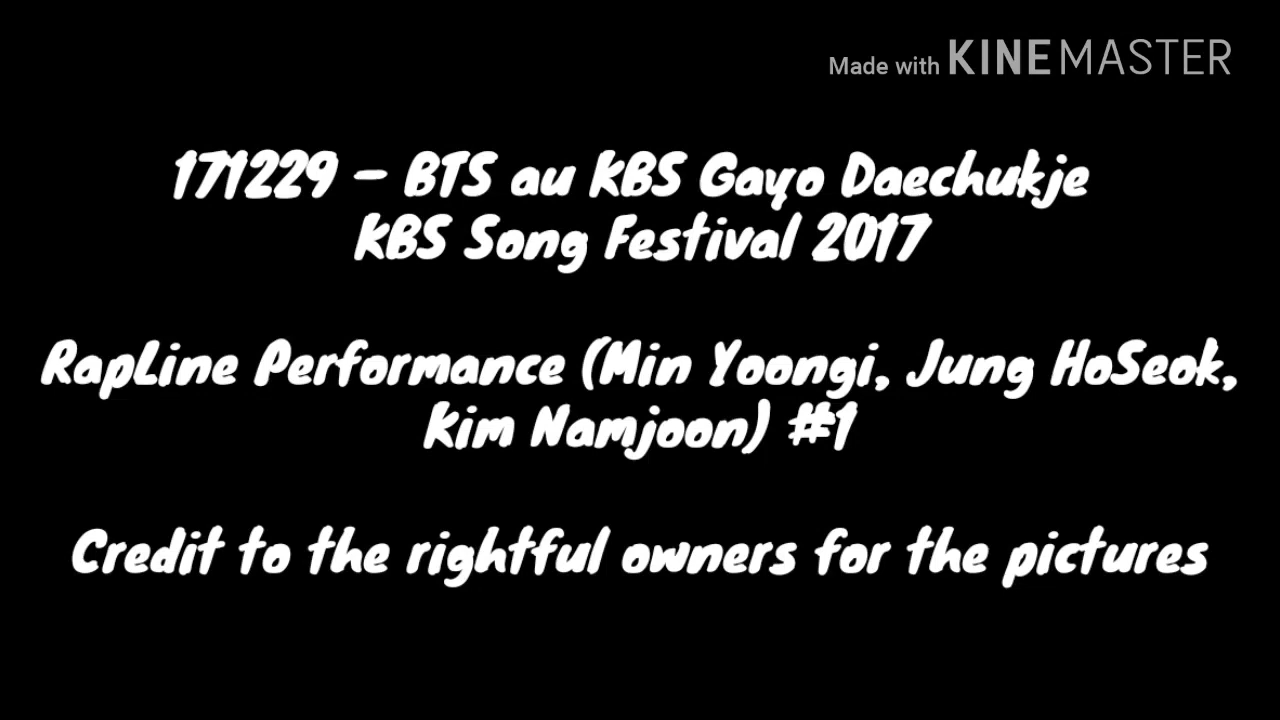 Made with KINEMASTER
171229 - BTS au KBS Gayo Daechukje
KBS Song Festival 2017
RapLine Performance (Min Yoongi, Jung HoSeok,
Kim Namjoon) #1
Credit to the rightful owners for the pictures